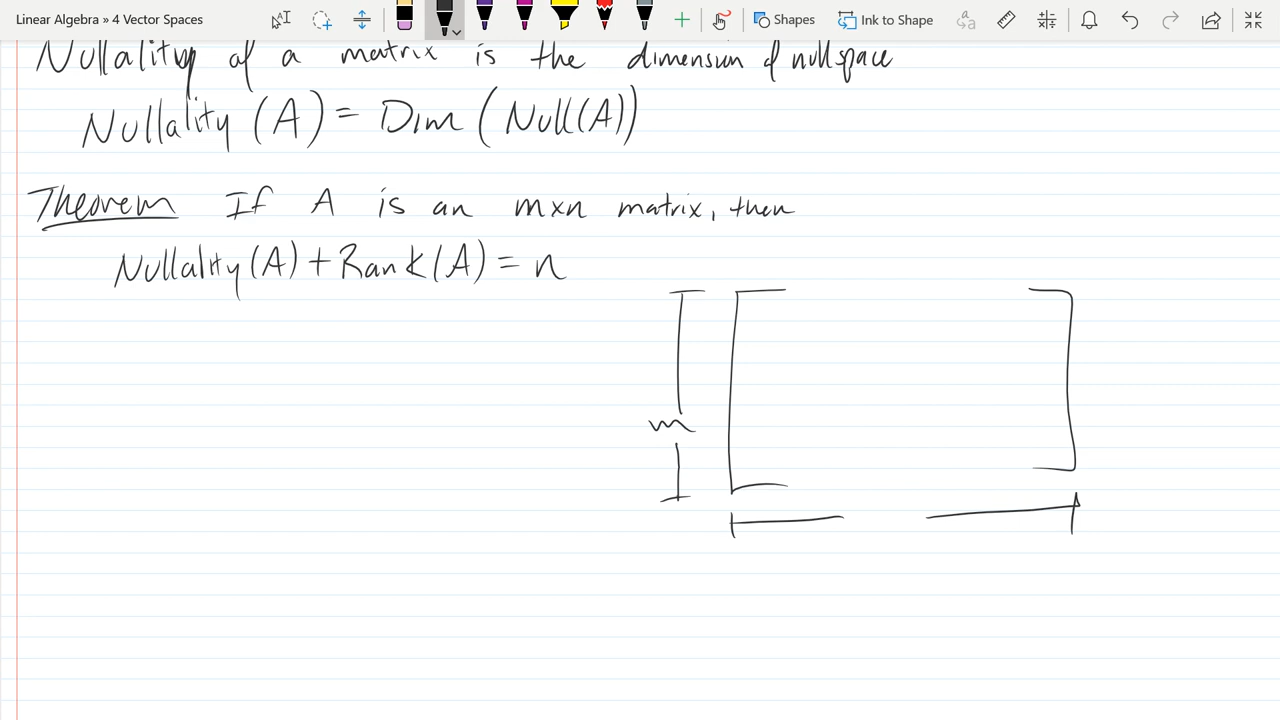 Linear Algebra » 4 Vector Spaces
Shapes
Ink to Shape
Nullality of a matrix is the dimension of nullspace
Nullality (A) = Dim (Null(A))
Theorem If A is an mxn matrix, then
Nullality(A) + Rank(A) = n
m